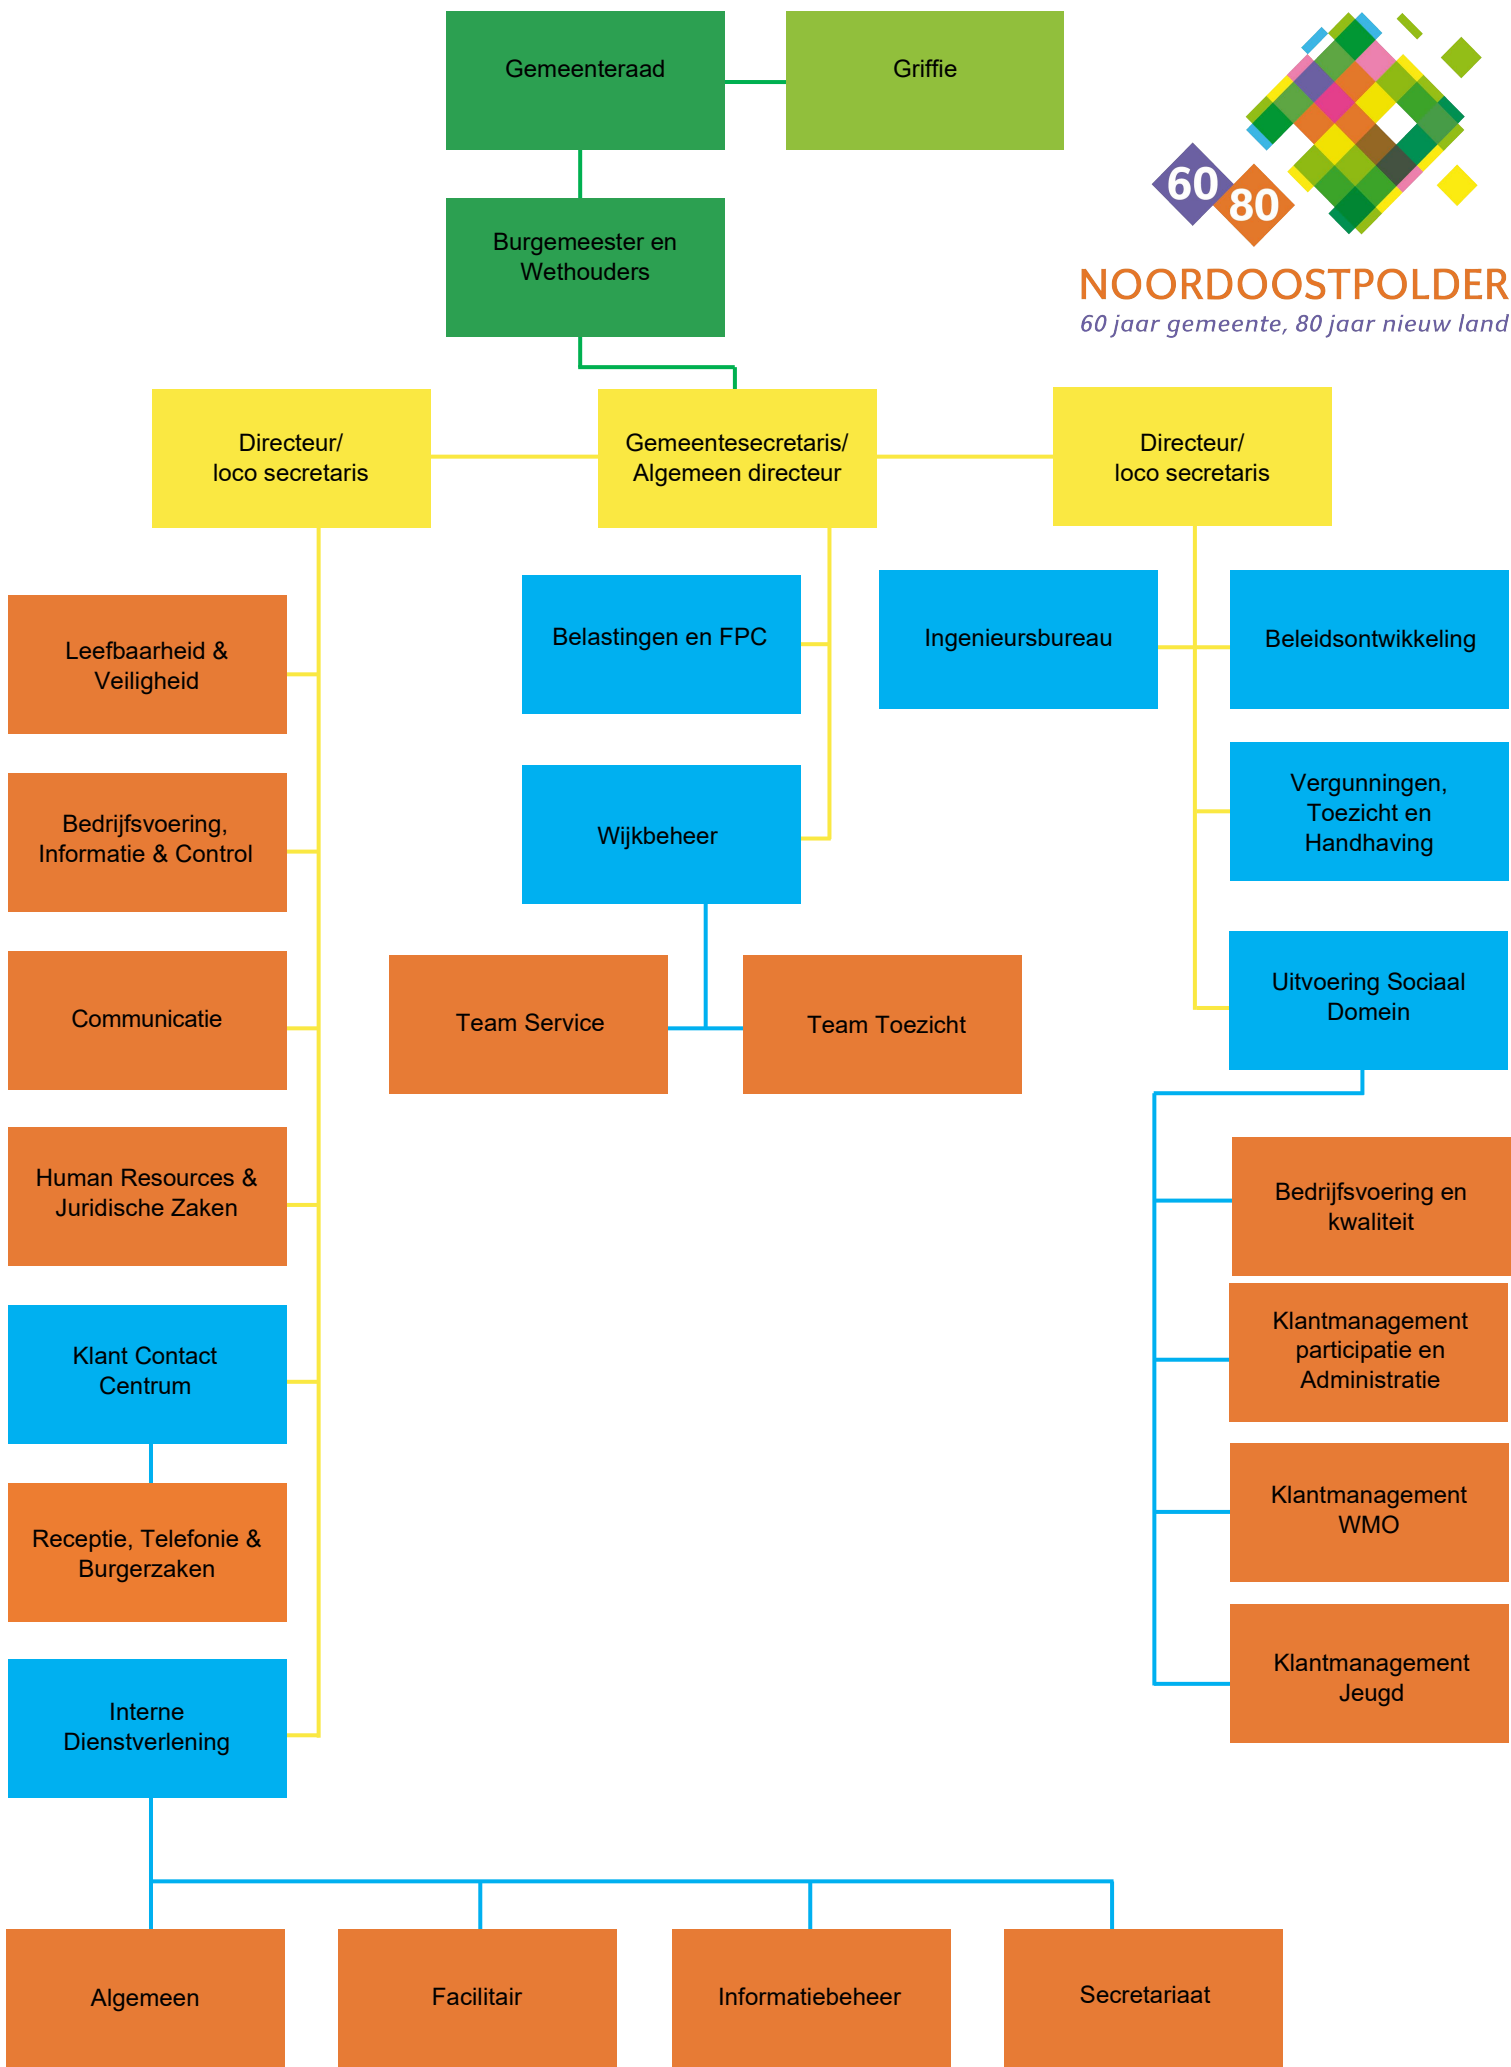 Gemeenteraad
Griffie
60
80
NOORDOOSTPOLDER
60 jaar gemeente, 80 jaar nieuw land
Burgemeester en
Wethouders
Directeur/
loco secretaris
Gemeentesecretaris/
Algemeen directeur
Directeur/
loco secretaris
Leefbaarheid &
Veiligheid
Bedrijfsvoering,
Informatie & Control
Communicatie
Human Resources &
Juridische Zaken
Klant Contact
Centrum
Receptie, Telefonie &
Burgerzaken
Interne
Dienstverlening
Algemeen
Facilitair
Informatiebeheer
Secretariaat
Belastingen en FPC
Wijkbeheer
Team Service
Team Toezicht
Ingenieursbureau
Beleidsontwikkeling
Vergunningen,
Toezicht en
Handhaving
Uitvoering Sociaal
Domein
Bedrijfsvoering en
kwaliteit
Klantmanagement
participatie en
Administratie
Klantmanagement
WMO
Klantmanagement
Jeugd